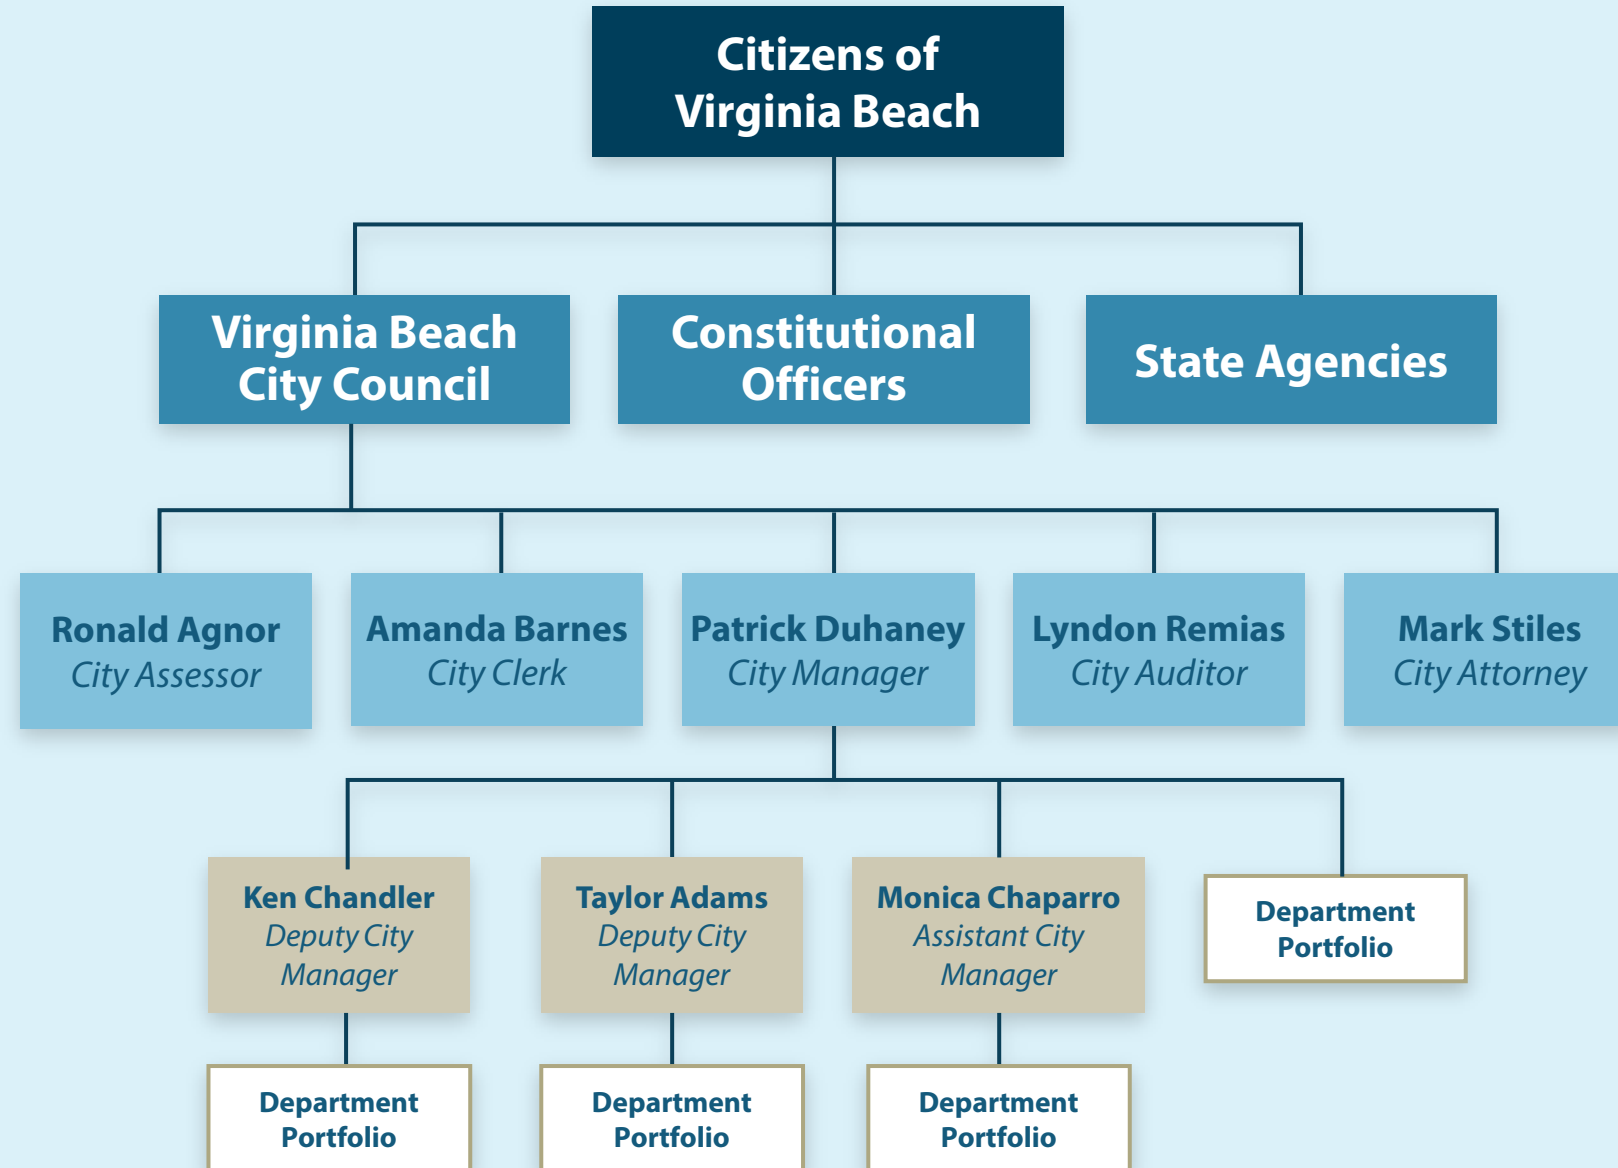 Citizens of
Virginia Beach
Virginia Beach
City Council
Constitutional
Officers
State Agencies
Ronald Agnor
City Assessor
Amanda Barnes
City Clerk
Patrick Duhaney
City Manager
Lyndon Remias
City Auditor
Mark Stiles
City Attorney
Ken Chandler
Deputy City
Manager
Taylor Adams
Deputy City
Manager
Monica Chaparro
Assistant City
Manager
Department
Portfolio
Department
Portfolio
Department
Portfolio
Department
Portfolio